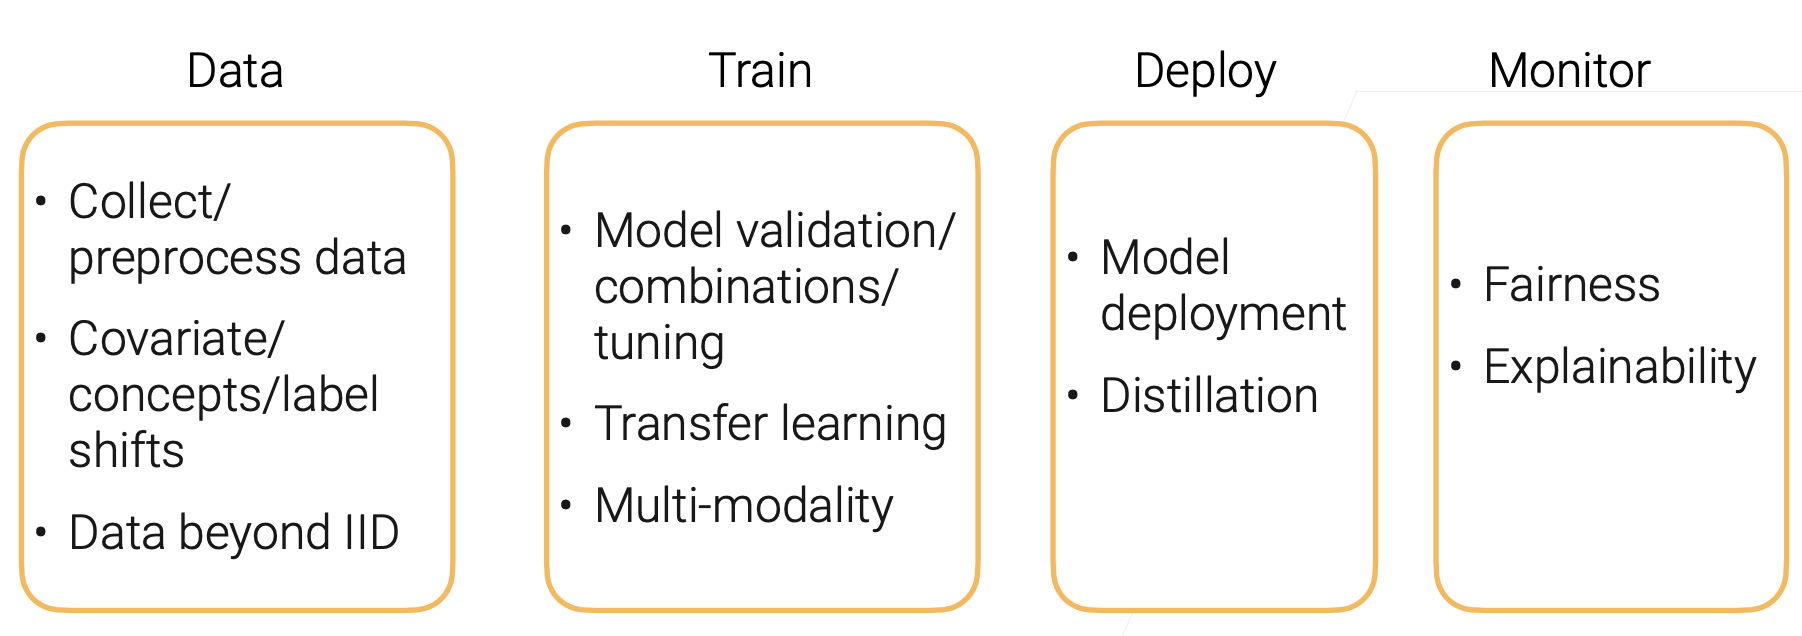 Data
• Collect/
preprocess data
• Covariate/
concepts/label
shifts
• Data beyond IID
Train
• Model validation/
combinations/
tuning
• Transfer learning
• Multi-modality
Deploy
• Model
deployment
• Distillation
Monitor
• Fairness
• Explainability